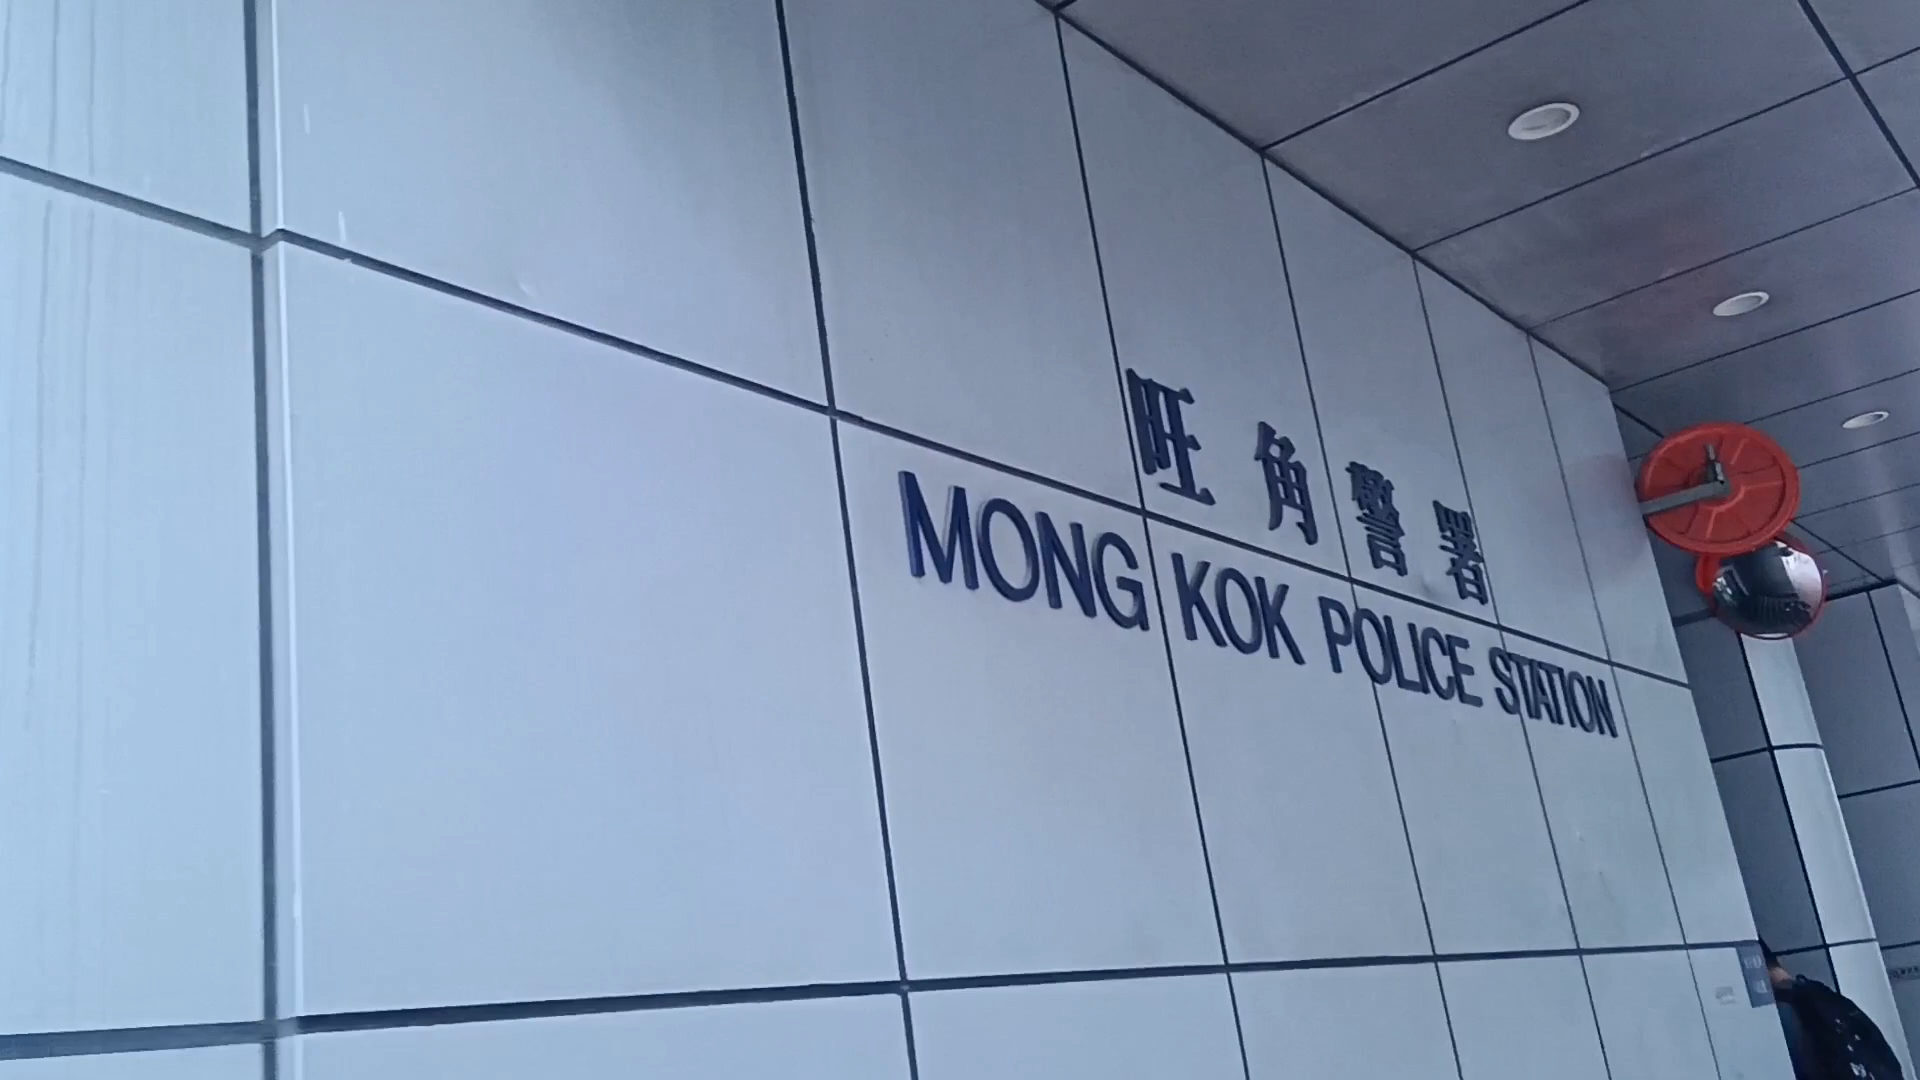 旺角警署
MONG KOK POLICE STATION